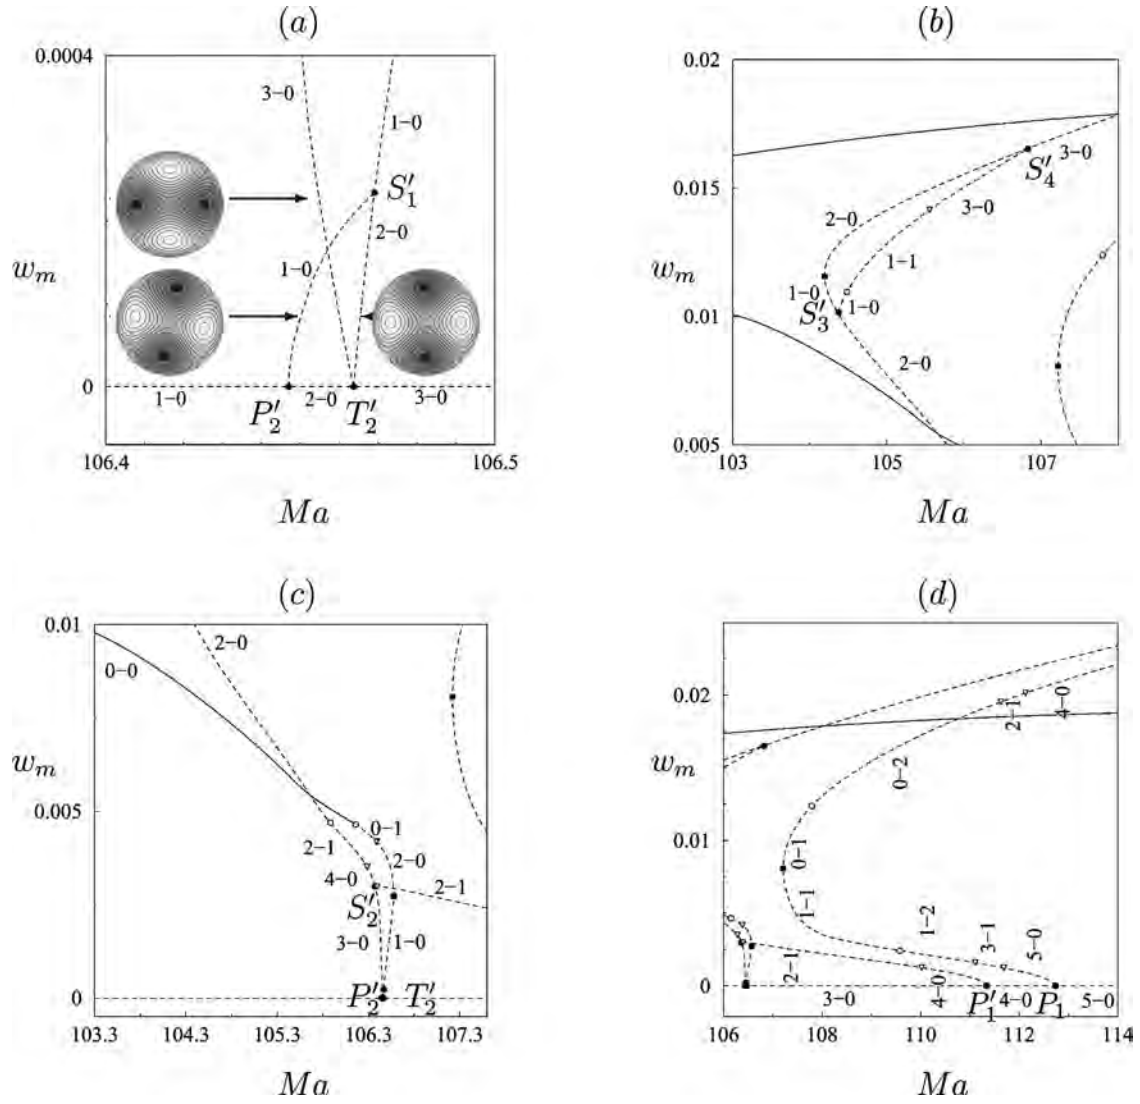 (a)
0.0004
3−0
1−0
S′1
2−0
wm
1−0
0
1−0
P′2
2−0
T′2
3−0
106.4
106.5
Ma
(b)
0.02
3−0
S′4
0.015
2−0
3−0
wm
1−1
1−0
1−0
0.01
S′3
2−0
0.005
103
105
107
Ma
(c)
0.01
2−0
0−0
wm
0.005
0−1
2−1
2−0
4−0
2−1
S′2
3−0
1−0
P′2
T′2
0
103.3
104.3
105.3
106.3
107.3
Ma
(d)
0.02
2−1
4−0
wm
0−2
0.01
0−1
1−1
1−2
3−1
5−0
2−1
0
3−0
4−0
P′1
4−0
P1
5−0
106
108
110
112
114
Ma